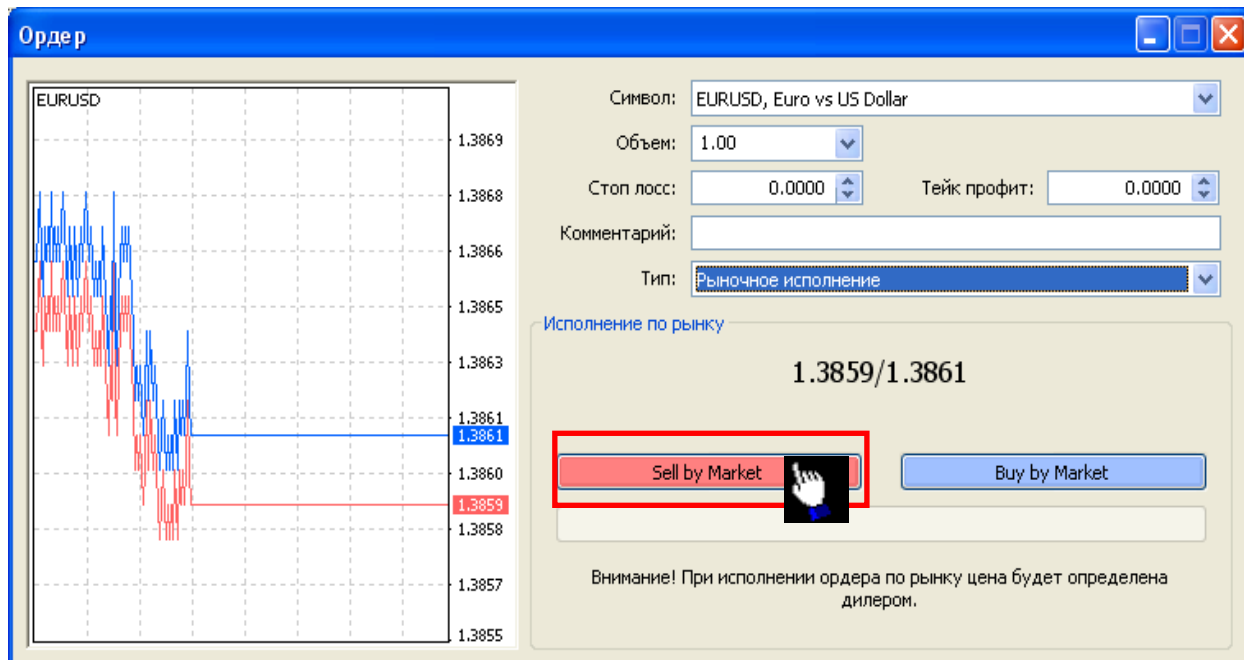 Ордер
EURUSD
1.3869
1.3868
1.3866
1.3865
1.3863
1.3861
1.3861
1.3860
1.3859
1.3858
1.3857
1.3855
Символ: EURUSD, Euro vs US Dollar
Объем: 1.00
Стоп лосс: 0.0000 Тейк профит: 0.0000
Комментарий:
Тип: Рыночное исполнение
Исполнение по рынку
1.3859/1.3861
Sell by Market Buy by Market
Внимание! При исполнении ордера по рынку цена будет определена
дилером.